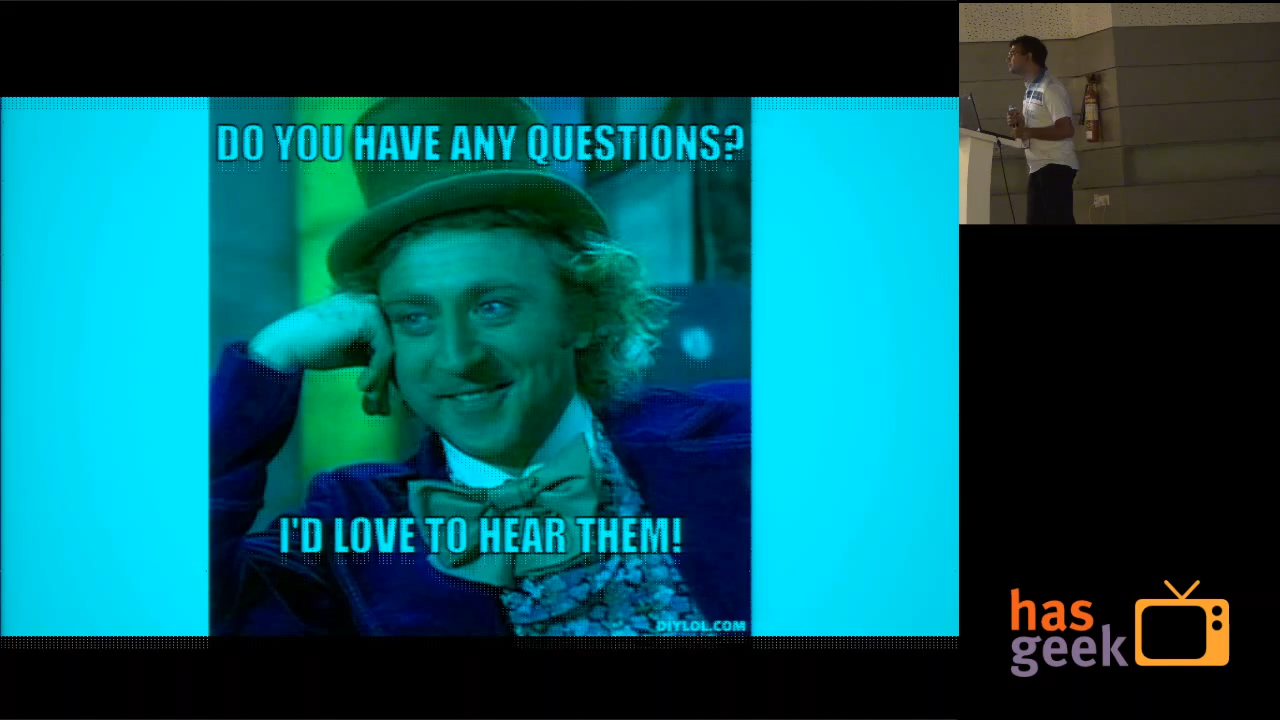 DO YOU HAVE ANY QUESTIONS?
I'D LOVE TO HEAR THEM!
DIYLOL.COM
has
geek